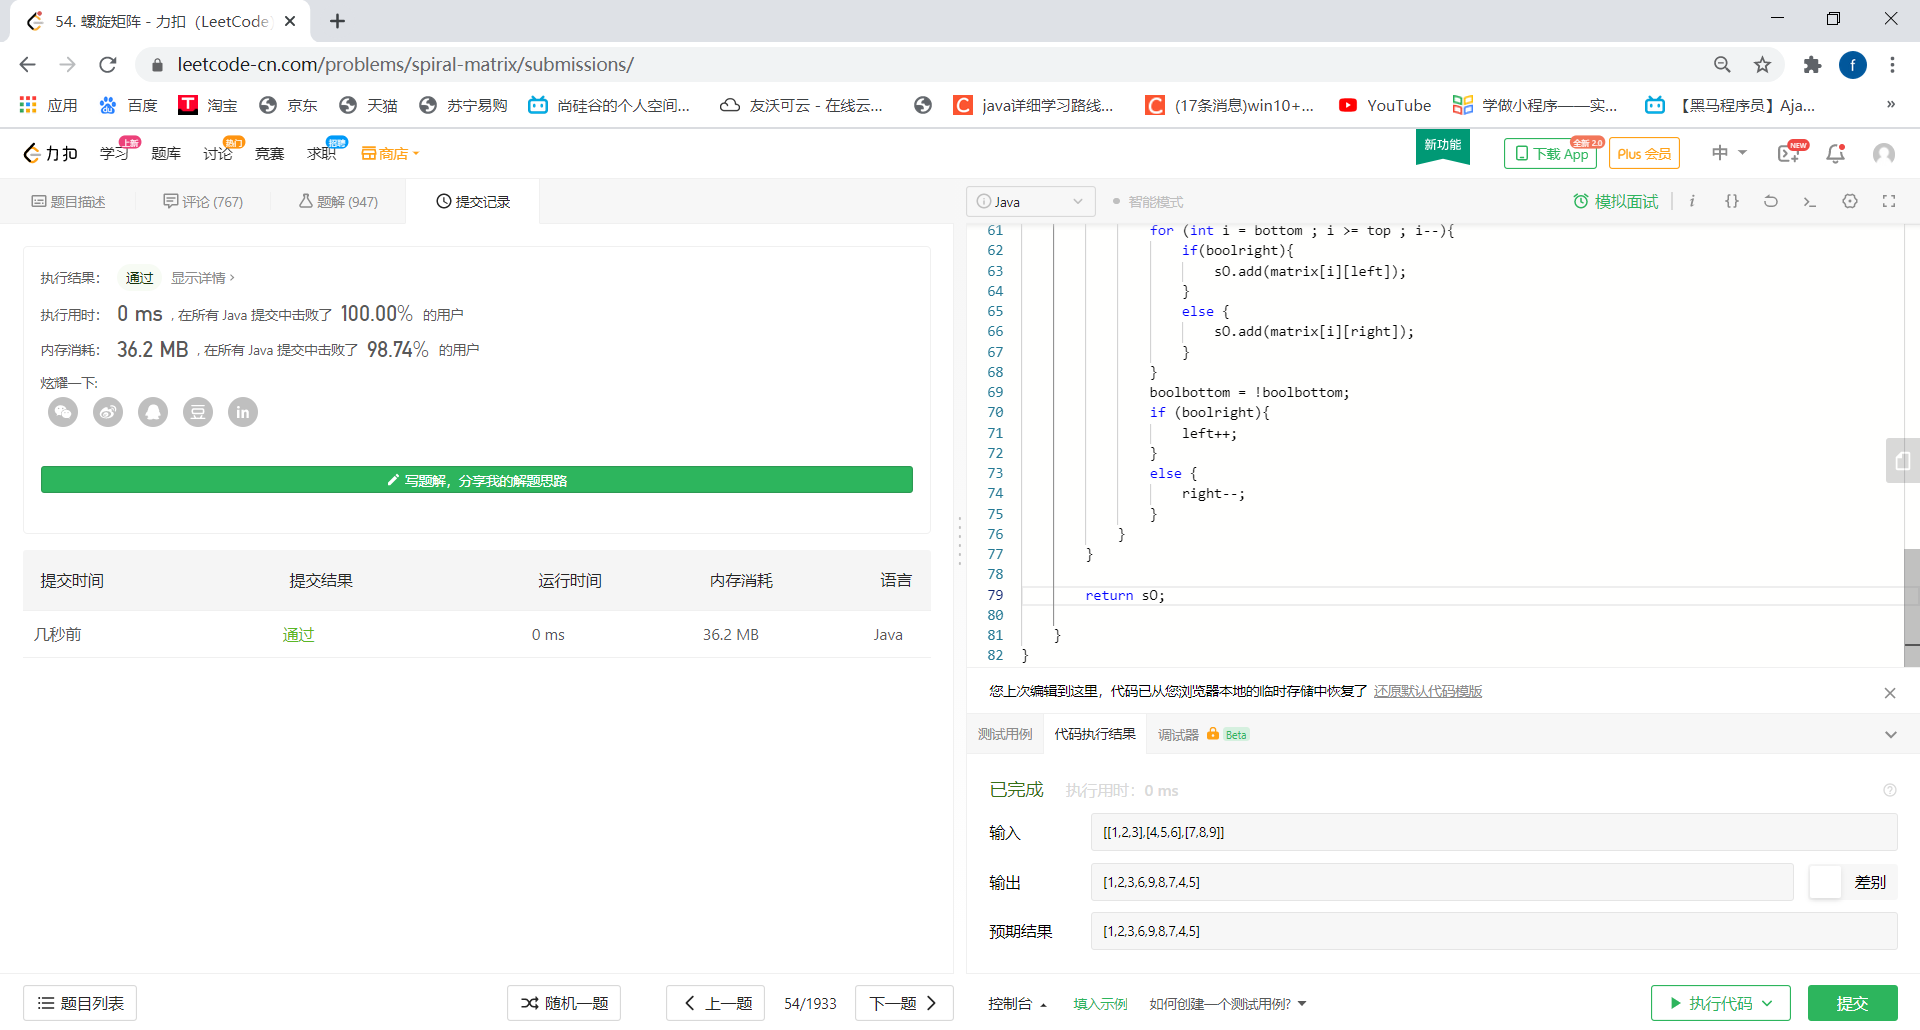 54. 螺旋矩阵 - 力扣（LeetCode）
leetcode-cn.com/problems/spiral-matrix/submissions/
应用 百度 淘宝 京东 天猫 苏宁易购 尚硅谷的个人空间... 友沃可云 - 在线云... java详细学习路线... (17条消息)win10+... YouTube 学做小程序——实... 【黑马程序员】Aja... »
力扣 学习 上新 题库 讨论 热门 竞赛 求职 招聘 商店 新功能 下载 App 全新 2.0 Plus 会员 中 NEW
题目描述 评论 (767) 题解 (947) 提交记录
Java 智能模式 模拟面试
执行结果： 通过 显示详情 ›
执行用时： 0 ms , 在所有 Java 提交中击败了 100.00% 的用户
内存消耗： 36.2 MB , 在所有 Java 提交中击败了 98.74% 的用户
炫耀一下:
豆 in
写题解，分享我的解题思路
提交时间 提交结果 运行时间 内存消耗 语言
几秒前 通过 0 ms 36.2 MB Java
61 for (int i = bottom ; i >= top ; i--){
62 if(boolright){
63 sO.add(matrix[i][left]);
64 }
65 else {
66 sO.add(matrix[i][right]);
67 }
68 }
69 boolbottom = !boolbottom;
70 if (boolright){
71 left++;
72 }
73 else {
74 right--;
75 }
76 }
77 }
78
79 return sO;
80
81 }
82 }
您上次编辑到这里，代码已从您浏览器本地的临时存储中恢复了 还原默认代码模版
测试用例 代码执行结果 调试器 Beta
已完成 执行用时：0 ms
输入 [[1,2,3],[4,5,6],[7,8,9]]
输出 [1,2,3,6,9,8,7,4,5] 差别
预期结果 [1,2,3,6,9,8,7,4,5]
题目列表 随机一题 上一题 54/1933 下一题 控制台 填入示例 如何创建一个测试用例? 执行代码 提交